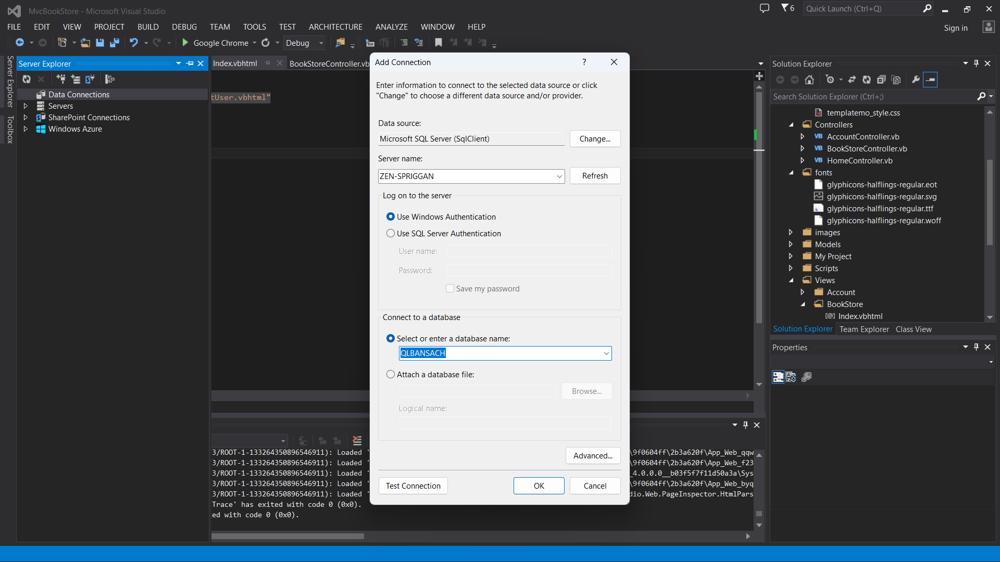 MvcBookStore - Microsoft Visual Studio
6
Quick Launch (Ctrl+Q)
FILE EDIT VIEW PROJECT BUILD DEBUG TEAM TOOLS TEST ARCHITECTURE ANALYZE WINDOW HELP
Sign in
Google Chrome
Debug
Server Explorer
Toolbox
Server Explorer
Data Connections
Servers
SharePoint Connections
Windows Azure
Index.vbhtml
BookStoreController.vb
tUser.vbhtml"
Add Connection
?
Enter information to connect to the selected data source or click
"Change" to choose a different data source and/or provider.
Data source:
Microsoft SQL Server (SqlClient)
Change...
Server name:
ZEN-SPRIGGAN
Refresh
Log on to the server
Use Windows Authentication
Use SQL Server Authentication
User name:
Password:
Save my password
Connect to a database
Select or enter a database name:
QLBANSACH
Attach a database file:
Browse...
Logical name:
Advanced...
Test Connection
OK
Cancel
3/ROOT-1-133264350896546911): Loaded '
3/ROOT-1-133264350896546911): Loaded '
3/ROOT-1-133264350896546911): Loaded '
3/ROOT-1-133264350896546911): Loaded '
3/ROOT-1-133264350896546911): Loaded '
Trace' has exited with code 0 (0x0).
ed with code 0 (0x0).
\9f0604ff\2b3a620f\App_Web_qqw
\9f0604ff\2b3a620f\App_Web_f23
_4.0.0.0__b03f5f7f11d50a3a\Sys
\9f0604ff\2b3a620f\App_Web_byq
dio.Web.PageInspector.HtmlPars
Solution Explorer
Search Solution Explorer (Ctrl+;)
templatemo_style.css
Controllers
VB AccountController.vb
VB BookStoreController.vb
VB HomeController.vb
fonts
glyphicons-halflings-regular.eot
glyphicons-halflings-regular.svg
glyphicons-halflings-regular.ttf
glyphicons-halflings-regular.woff
images
Models
My Project
Scripts
Views
Account
BookStore
Index.vbhtml
Solution Explorer Team Explorer Class View
Properties